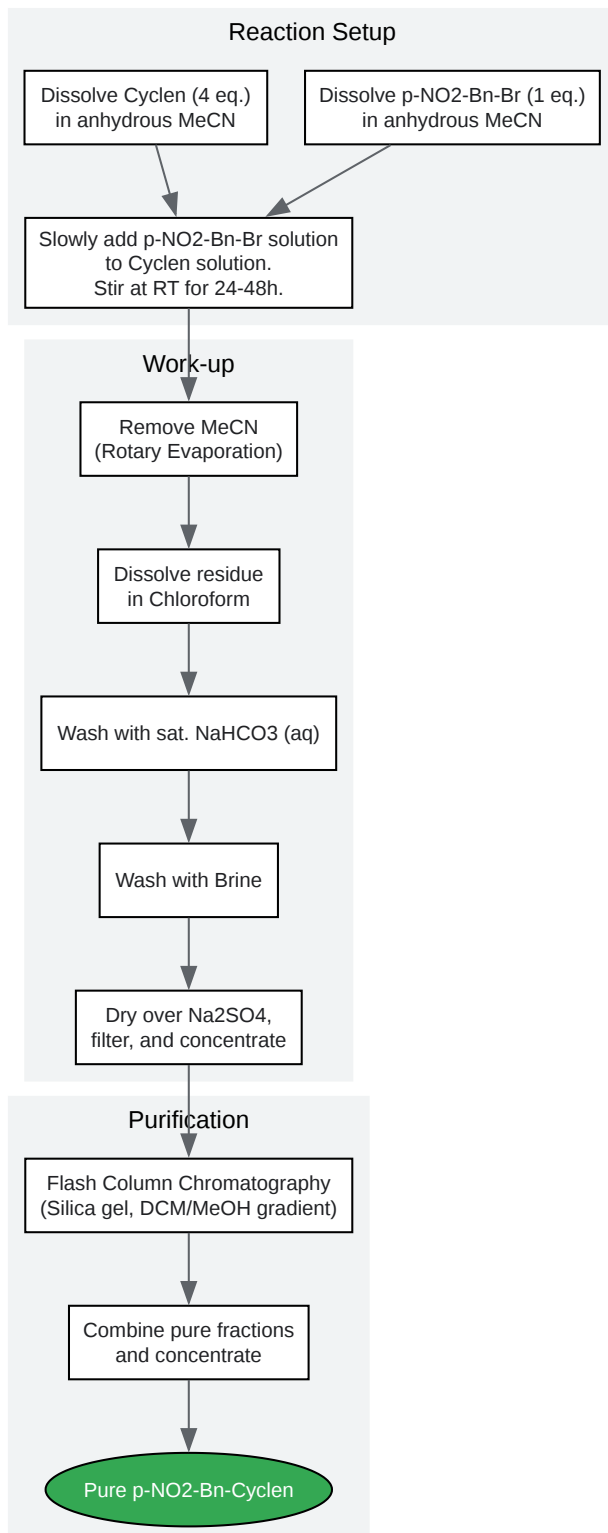 Reaction Setup
Dissolve Cyclen (4 eq.)
in anhydrous MeCN
Dissolve p-NO2-Bn-Br (1 eq.)
in anhydrous MeCN
Slowly add p-NO2-Bn-Br solution
to Cyclen solution.
Stir at RT for 24-48h.
Work-up
Remove MeCN
(Rotary Evaporation)
Dissolve residue
in Chloroform
Wash with sat. NaHCO3 (aq)
Wash with Brine
Dry over Na2SO4,
filter, and concentrate
Purification
Flash Column Chromatography
(Silica gel, DCM/MeOH gradient)
Combine pure fractions
and concentrate
Pure p-NO2-Bn-Cyclen